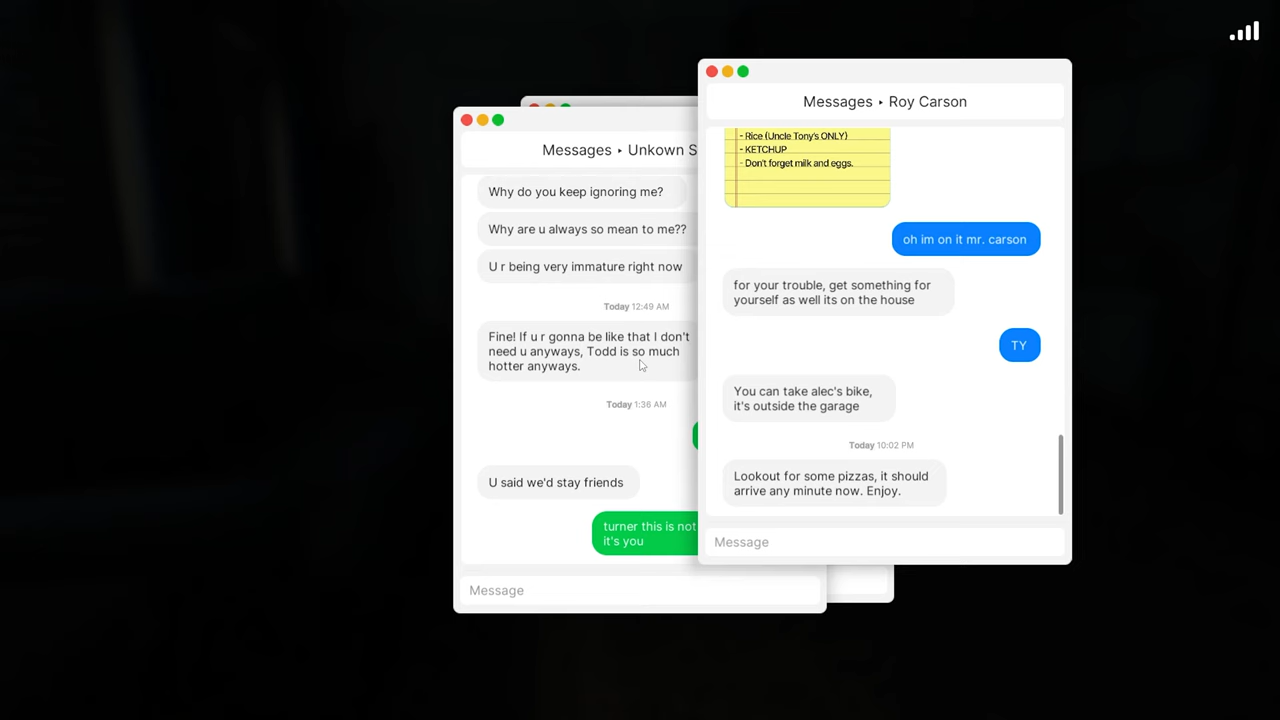 Messages ▸ Unkown S
Why do you keep ignoring me?
Why are u always so mean to me??
U r being very immature right now
Today 12:49 AM
Fine! If u r gonna be like that I don't
need u anyways, Todd is so much
hotter anyways.
Today 1:36 AM
U said we'd stay friends
turner this is not
it's you
Message
Messages ▸ Roy Carson
- Rice (Uncle Tony's ONLY)
- KETCHUP
- Don't forget milk and eggs.
oh im on it mr. carson
for your trouble, get something for
yourself as well its on the house
TY
You can take alec's bike,
it's outside the garage
Today 10:02 PM
Lookout for some pizzas, it should
arrive any minute now. Enjoy.
Message